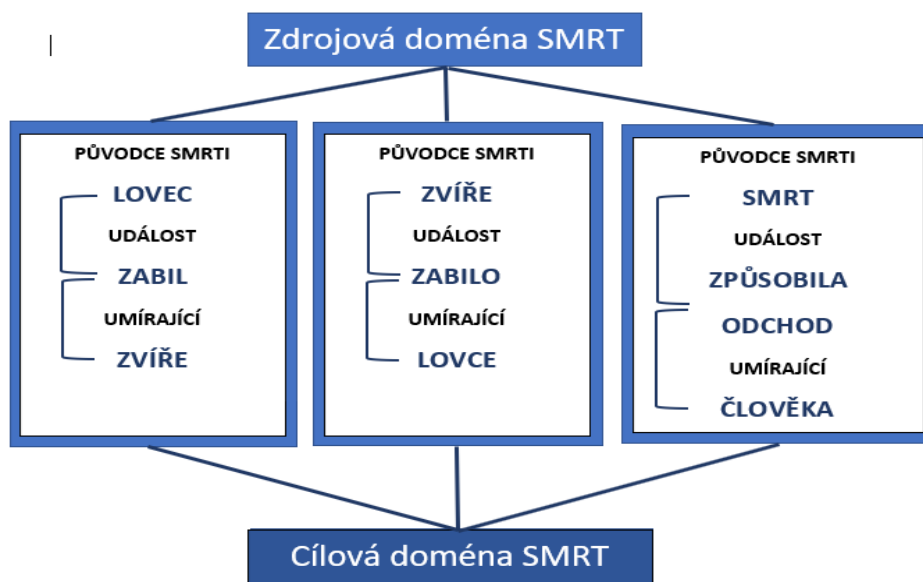 Zdrojová doména SMRT
PŮVODCE SMRTI
LOVEC
UDÁLOST
ZABIL
UMÍRAJÍCÍ
ZVÍŘE
PŮVODCE SMRTI
ZVÍŘE
UDÁLOST
ZABILO
UMÍRAJÍCÍ
LOVCE
PŮVODCE SMRTI
SMRT
UDÁLOST
ZPŮSOBILA
ODCHOD
UMÍRAJÍCÍ
ČLOVĚKA
Cílová doména SMRT